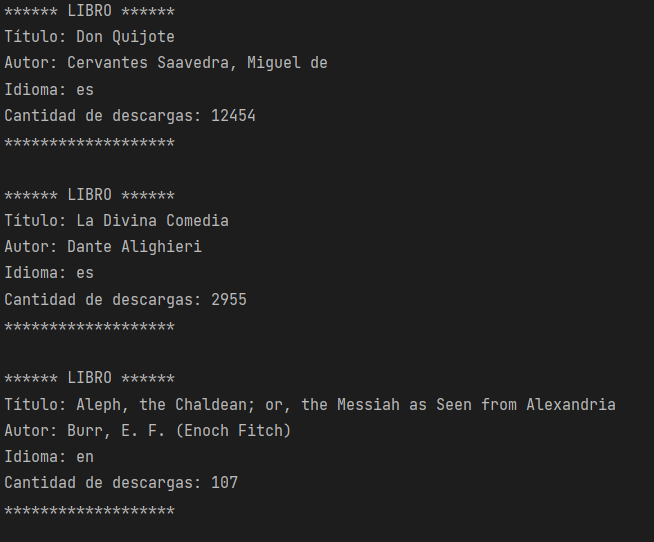 ****** LIBRO ******
Título: Don Quijote
Autor: Cervantes Saavedra, Miguel de
Idioma: es
Cantidad de descargas: 12454
*******************
****** LIBRO ******
Título: La Divina Comedia
Autor: Dante Alighieri
Idioma: es
Cantidad de descargas: 2955
*******************
****** LIBRO ******
Título: Aleph, the Chaldean; or, the Messiah as Seen from Alexandria
Autor: Burr, E. F. (Enoch Fitch)
Idioma: en
Cantidad de descargas: 107
*******************